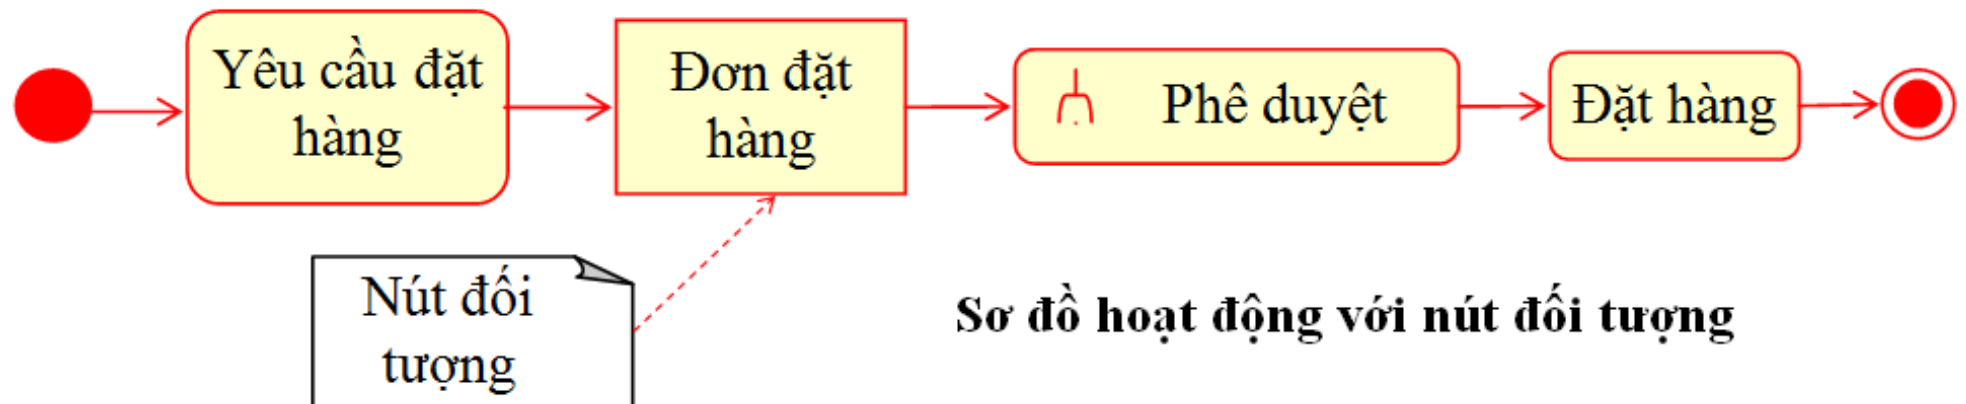 Yêu cầu đặt
hàng
Đơn đặt
hàng
Phê duyệt
Đặt hàng
Nút đối
tượng
Sơ đồ hoạt động với nút đối tượng